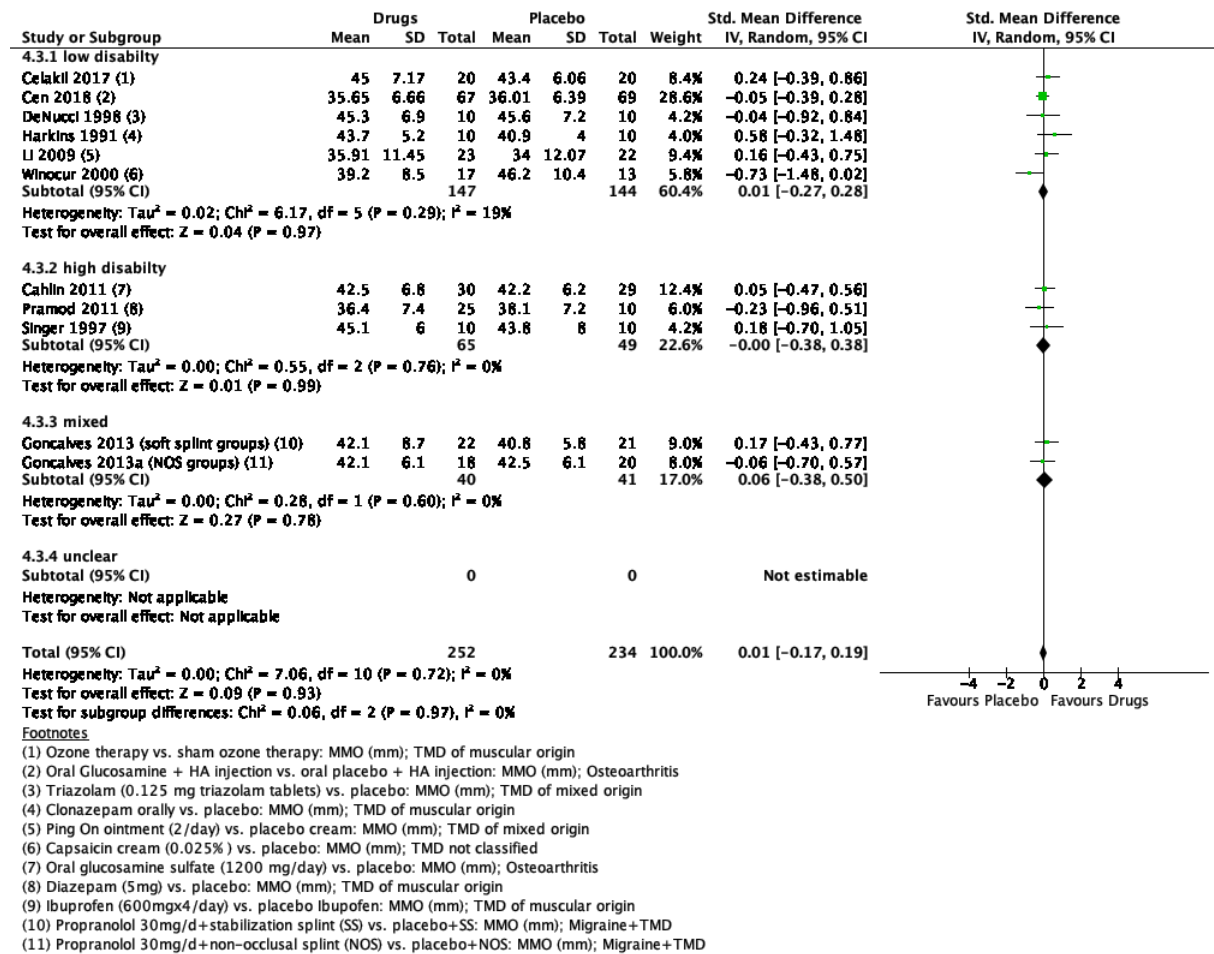 Drugs Placebo Std. Mean Difference Std. Mean Difference
Study or Subgroup Mean SD Total Mean SD Total Weight IV, Random, 95% CI IV, Random, 95% CI
4.3.1 low disabilty
Celakil 2017 (1) 45 7.17 20 43.4 6.06 20 8.4% 0.24 [−0.39, 0.86]
Cen 2018 (2) 35.65 6.66 67 36.01 6.39 69 28.6% −0.05 [−0.39, 0.28]
DeNucci 1998 (3) 45.3 6.9 10 45.6 7.2 10 4.2% −0.04 [−0.92, 0.84]
Harkins 1991 (4) 43.7 5.2 10 40.9 4 10 4.0% 0.58 [−0.32, 1.48]
Li 2009 (5) 35.91 11.45 23 34 12.07 22 9.4% 0.16 [−0.43, 0.75]
Winocur 2000 (6) 39.2 8.5 17 46.2 10.4 13 5.8% −0.73 [−1.48, 0.02]
Subtotal (95% CI) 147 144 60.4% 0.01 [−0.27, 0.28]
Heterogeneity: Tau² = 0.02; Chi² = 6.17, df = 5 (P = 0.29); I² = 19%
Test for overall effect: Z = 0.04 (P = 0.97)
4.3.2 high disabilty
Cahlin 2011 (7) 42.5 6.8 30 42.2 6.2 29 12.4% 0.05 [−0.47, 0.56]
Pramod 2011 (8) 36.4 7.4 25 38.1 7.2 10 6.0% −0.23 [−0.96, 0.51]
Singer 1997 (9) 45.1 6 10 43.8 8 10 4.2% 0.18 [−0.70, 1.05]
Subtotal (95% CI) 65 49 22.6% −0.00 [−0.38, 0.38]
Heterogeneity: Tau² = 0.00; Chi² = 0.55, df = 2 (P = 0.76); I² = 0%
Test for overall effect: Z = 0.01 (P = 0.99)
4.3.3 mixed
Goncalves 2013 (soft splint groups) (10) 42.1 8.7 22 40.8 5.8 21 9.0% 0.17 [−0.43, 0.77]
Goncalves 2013a (NOS groups) (11) 42.1 6.1 18 42.5 6.1 20 8.0% −0.06 [−0.70, 0.57]
Subtotal (95% CI) 40 41 17.0% 0.06 [−0.38, 0.50]
Heterogeneity: Tau² = 0.00; Chi² = 0.28, df = 1 (P = 0.60); I² = 0%
Test for overall effect: Z = 0.27 (P = 0.78)
4.3.4 unclear
Subtotal (95% CI) 0 0 Not estimable
Heterogeneity: Not applicable
Test for overall effect: Not applicable
Total (95% CI) 252 234 100.0% 0.01 [−0.17, 0.19]
Heterogeneity: Tau² = 0.00; Chi² = 7.06, df = 10 (P = 0.72); I² = 0%
Test for overall effect: Z = 0.09 (P = 0.93)
Test for subgroup differences: Chi² = 0.06, df = 2 (P = 0.97), I² = 0%
−4 −2 0 2 4
Favours Placebo Favours Drugs
Footnotes
(1) Ozone therapy vs. sham ozone therapy: MMO (mm); TMD of muscular origin
(2) Oral Glucosamine + HA injection vs. oral placebo + HA injection: MMO (mm); Osteoarthritis
(3) Triazolam (0.125 mg triazolam tablets) vs. placebo: MMO (mm); TMD of mixed origin
(4) Clonazepam orally vs. placebo: MMO (mm); TMD of muscular origin
(5) Ping On ointment (2/day) vs. placebo cream: MMO (mm); TMD of mixed origin
(6) Capsaicin cream (0.025%) vs. placebo: MMO (mm); TMD not classified
(7) Oral glucosamine sulfate (1200 mg/day) vs. placebo: MMO (mm); Osteoarthritis
(8) Diazepam (5mg) vs. placebo: MMO (mm); TMD of muscular origin
(9) Ibuprofen (600mgx4/day) vs. placebo Ibupofen: MMO (mm); TMD of muscular origin
(10) Propranolol 30mg/d+stabilization splint (SS) vs. placebo+SS: MMO (mm); Migraine+TMD
(11) Propranolol 30mg/d+non-occlusal splint (NOS) vs. placebo+NOS: MMO (mm); Migraine+TMD